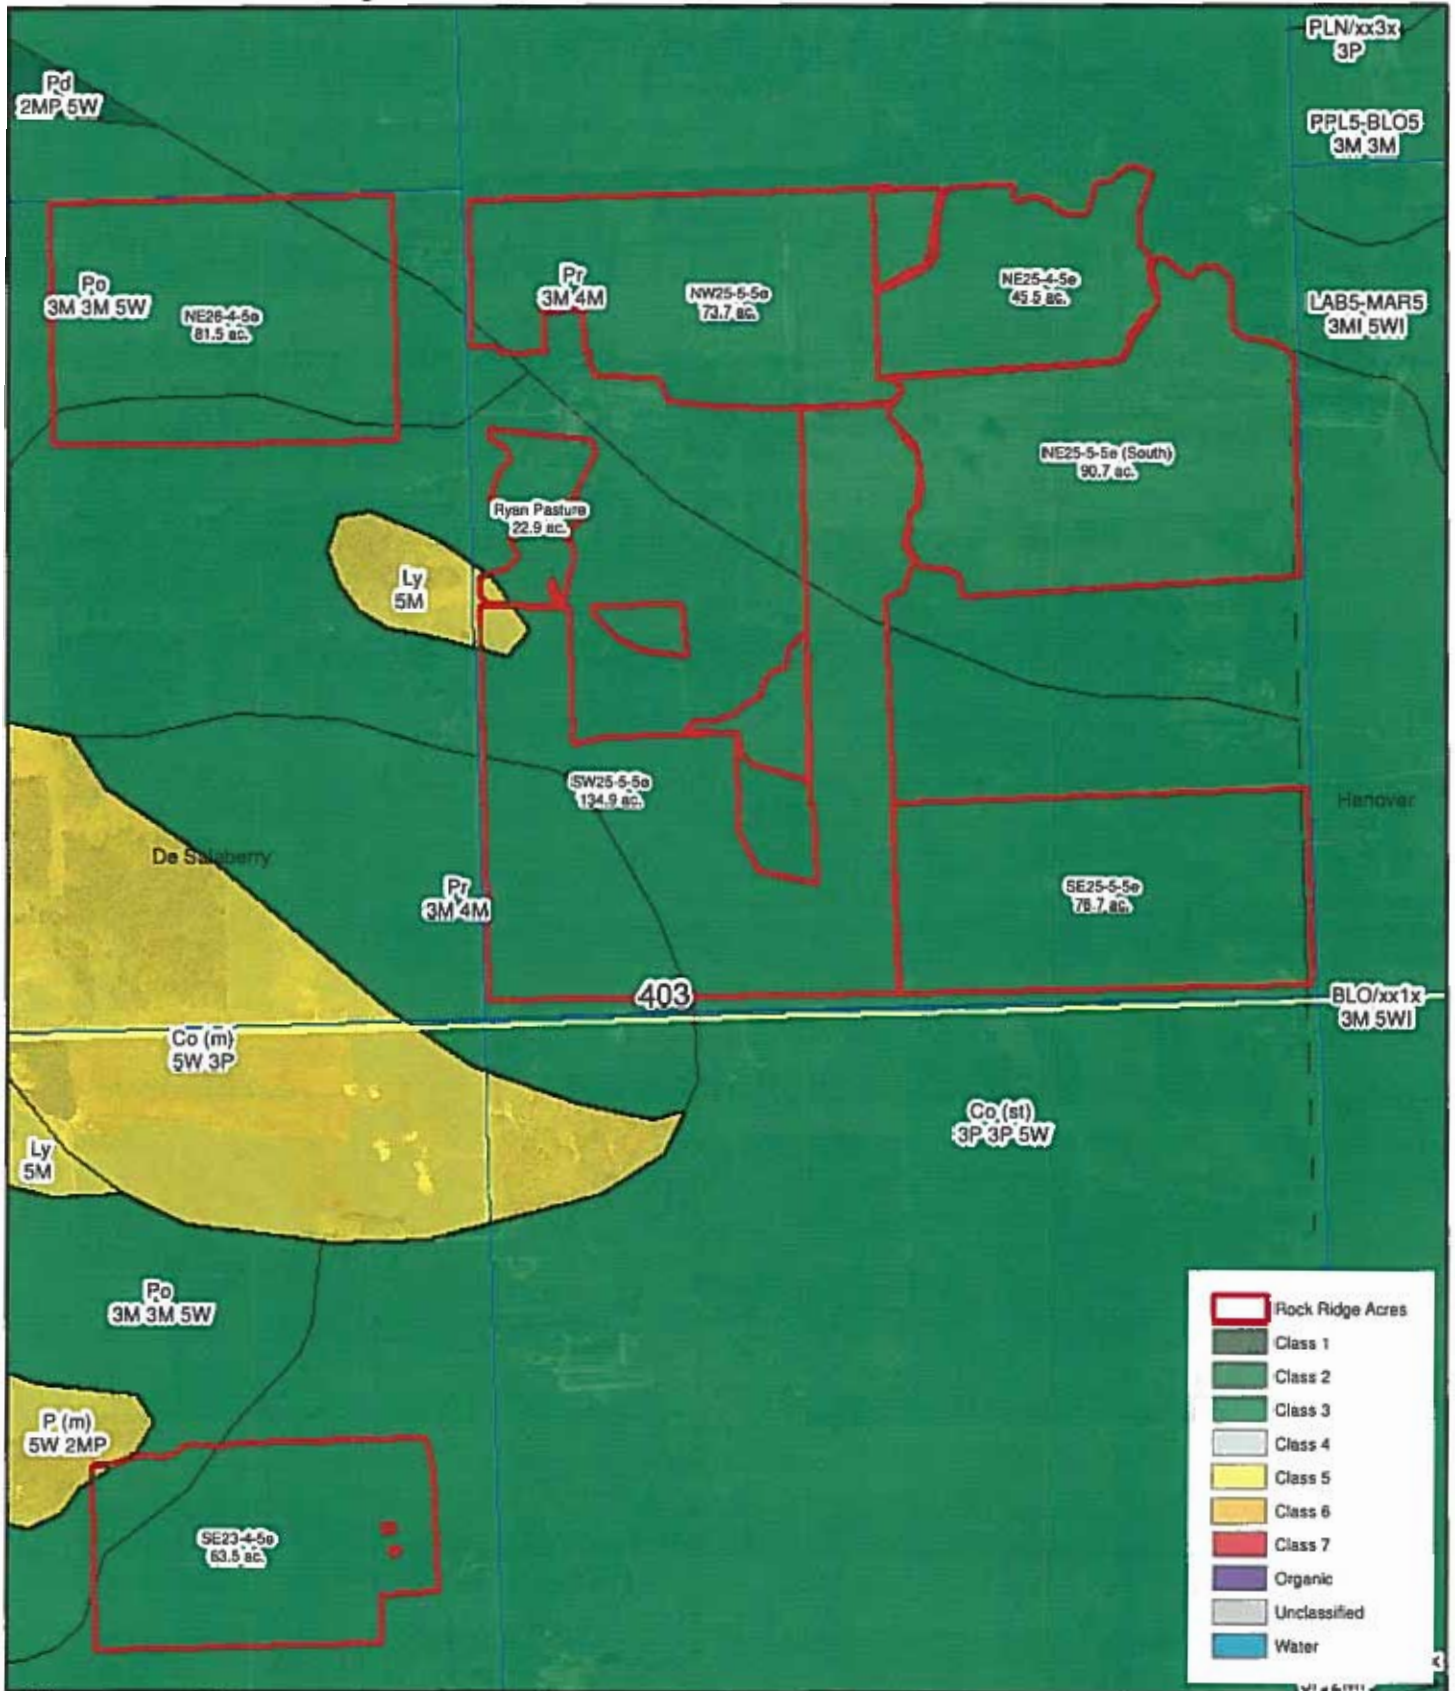 PLN/xx3x
3P
Pd
2MP 5W
PPL5-BLO5
3M 3M
Po
3M 3M 5W
NE26-4-5e
81.5 ac.
Pr
3M 4M
NW25-5-5e
73.7 ac.
NE25-4-5e
45.5 ac.
LAB5-MAR5
3MI 5WI
NE25-5-5e (South)
90.7 ac.
Ryan Pasture
22.9 ac.
Ly
5M
SW25-5-5e
134.9 ac.
Hanover
De Salaberry
Pr
3M 4M
SE25-5-5e
76.7 ac.
403
BLO/xx1x
3M 5WI
Co (m)
5W 3P
Co (st)
3P 3P 5W
Ly
5M
Po
3M 3M 5W
P (m)
5W 2MP
SE23-4-5e
63.5 ac.
Rock Ridge Acres
Class 1
Class 2
Class 3
Class 4
Class 5
Class 6
Class 7
Organic
Unclassified
Water